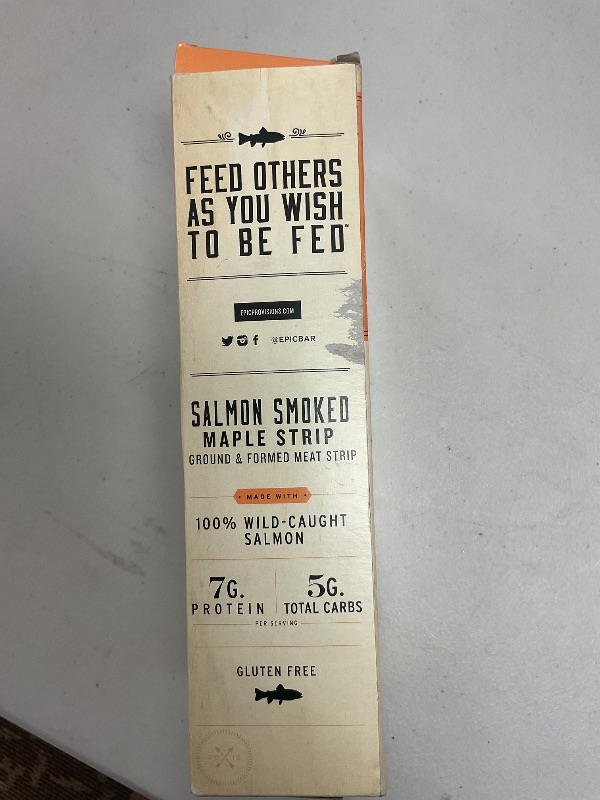 FEED OTHERS
AS YOU WISH
TO BE FED™
EPICPROVISIONS.COM
@EPICBAR
SALMON SMOKED
MAPLE STRIP
GROUND & FORMED MEAT STRIP
• MADE WITH •
100% WILD-CAUGHT
SALMON
7G.
PROTEIN
5G.
TOTAL CARBS
PER SERVING
GLUTEN FREE